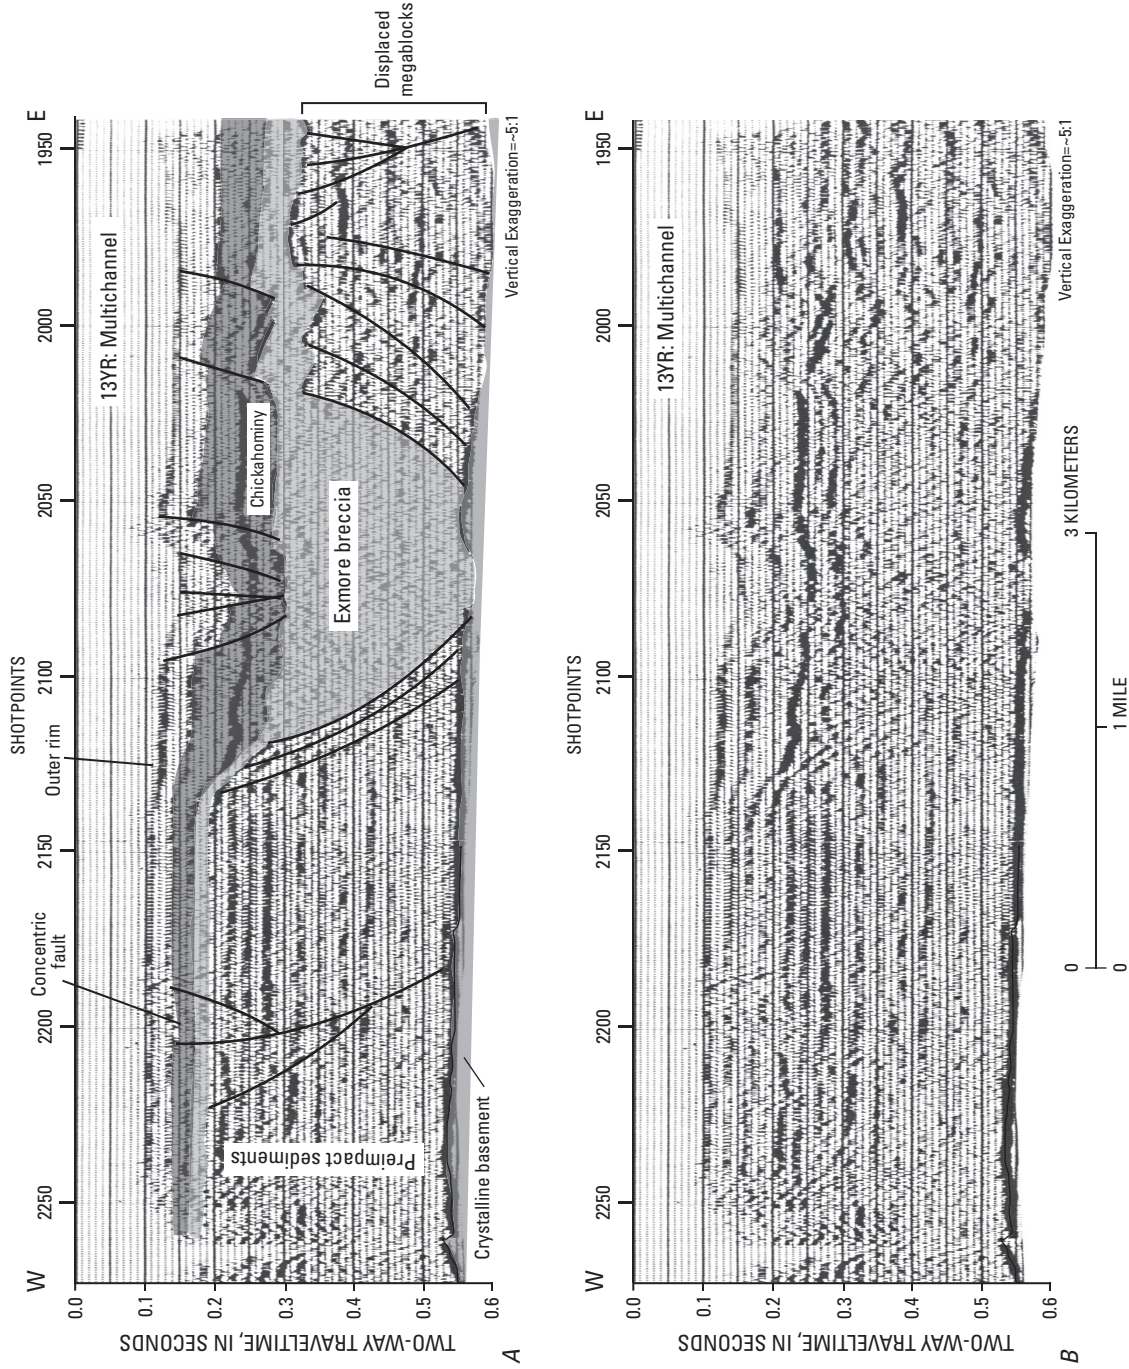 SHOTPOINTS
W
2250
2200
2150
2100
2050
2000
1950
E
0.0
0.1
0.2
0.3
0.4
0.5
0.6
TWO-WAY TRAVELTIME, IN SECONDS
Concentric
fault
Outer rim
13YR: Multichannel
Chickahominy
Exmore breccia
Preimpact sediments
Crystalline basement
Displaced
megablocks
Vertical Exaggeration=~5:1
A
SHOTPOINTS
W
2250
2200
2150
2100
2050
2000
1950
E
0.0
0.1
0.2
0.3
0.4
0.5
0.6
TWO-WAY TRAVELTIME, IN SECONDS
13YR: Multichannel
Vertical Exaggeration=~5:1
0
3 KILOMETERS
0
1 MILE
B